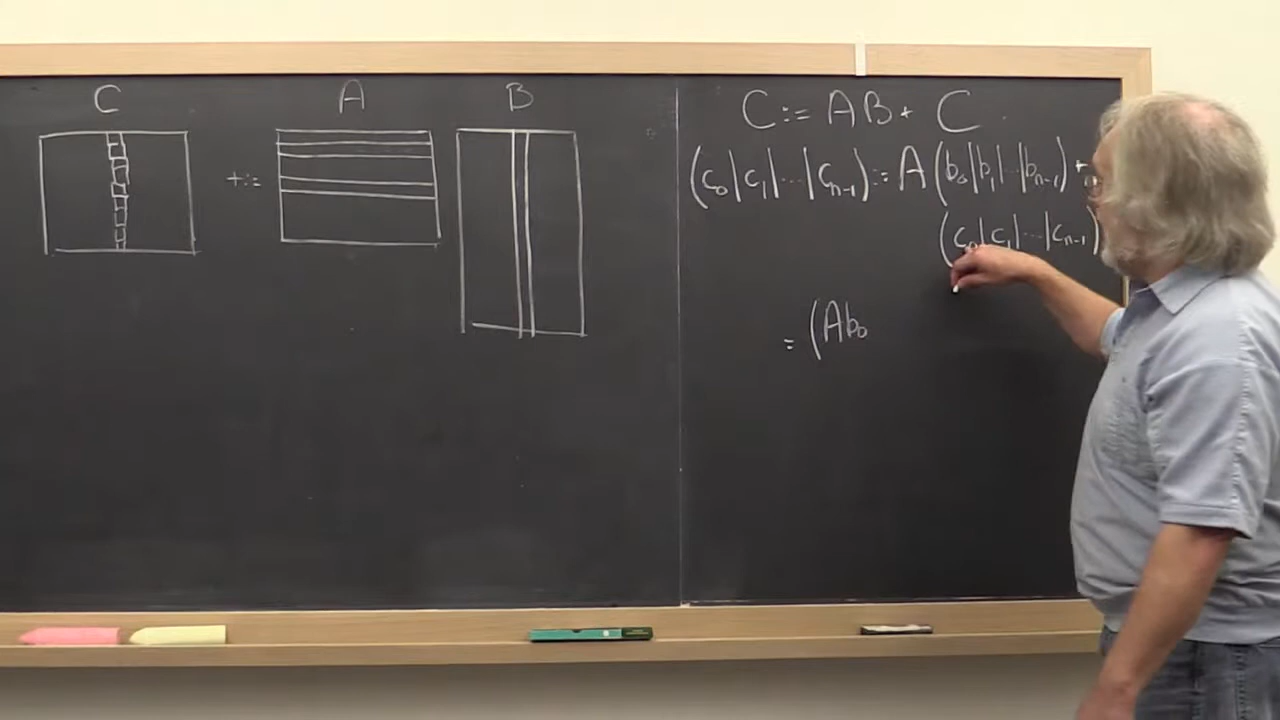 C A B
+:=
C := AB + C
(c₀|c₁|⋯|cₙ₋₁) := A(b₀|b₁|⋯|bₙ₋₁) +
(c₀|c₁|⋯|cₙ₋₁)
= (Ab₀